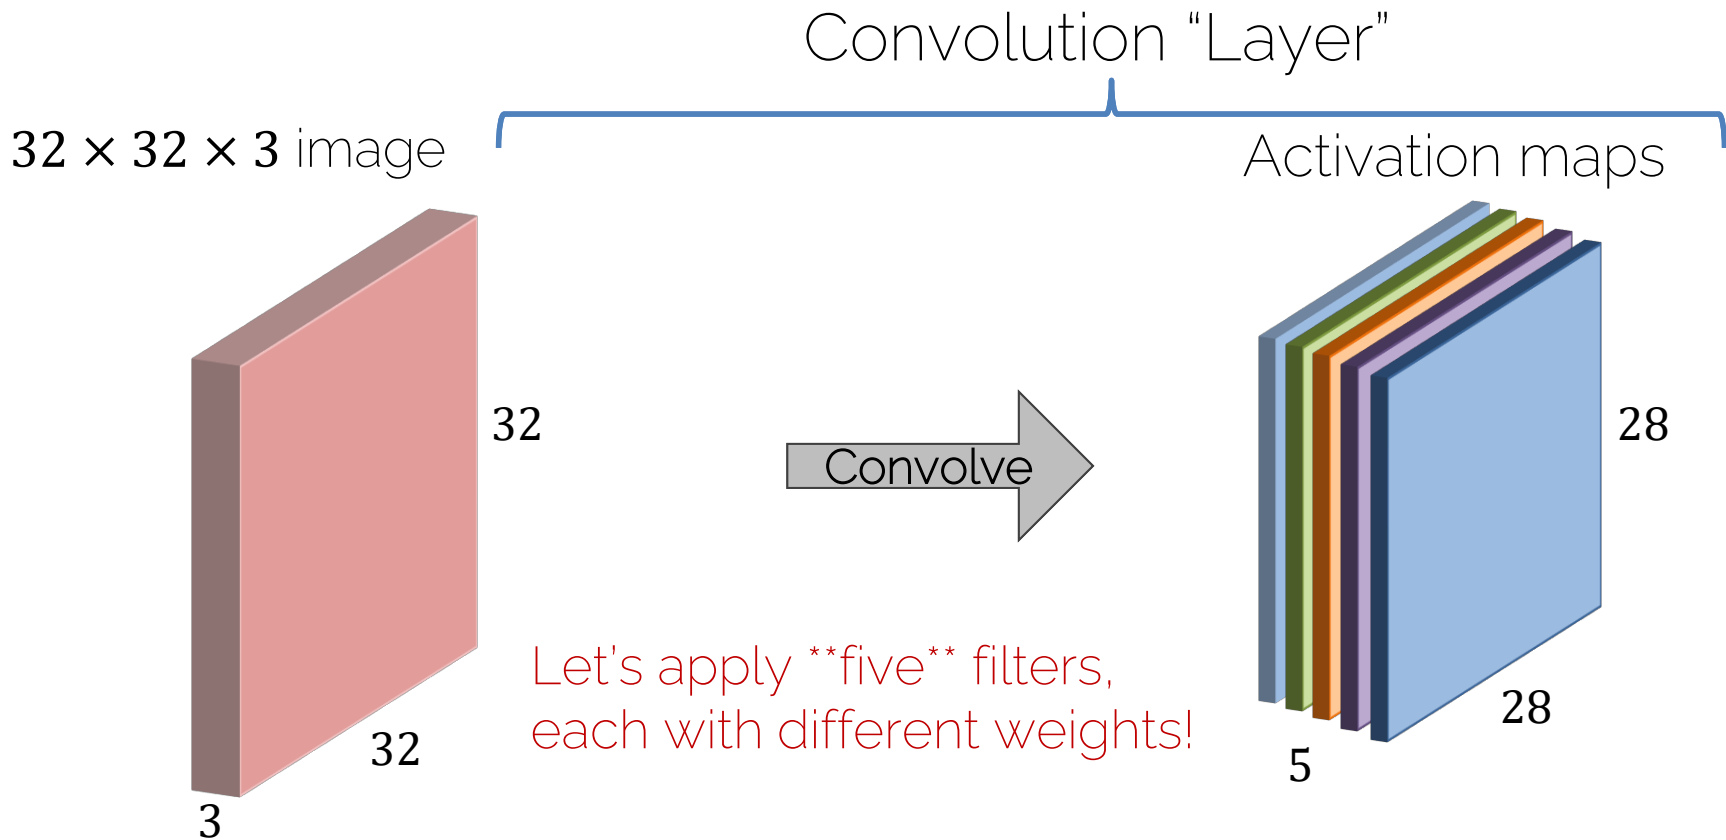 Convolution “Layer”
32 × 32 × 3 image
Activation maps
32
28
Convolve
Let's apply **five** filters,
each with different weights!
32
28
5
3